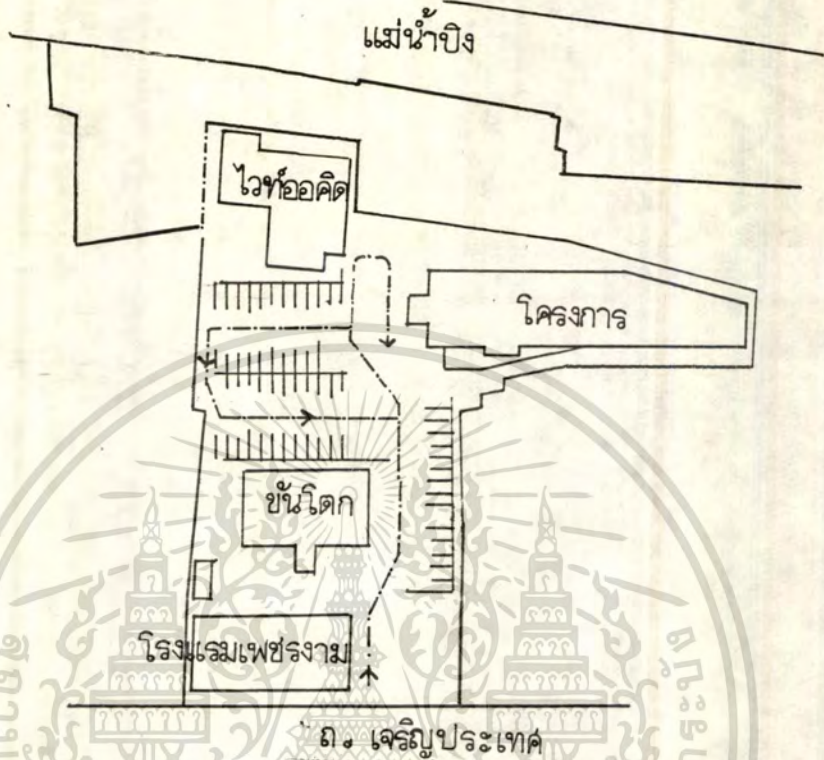 แม่น้ำปิง
ไวท์ออคิด
โครงการ
ขันโตก
โรงแรมเพชรงาม
ถ. เจริญประเทศ